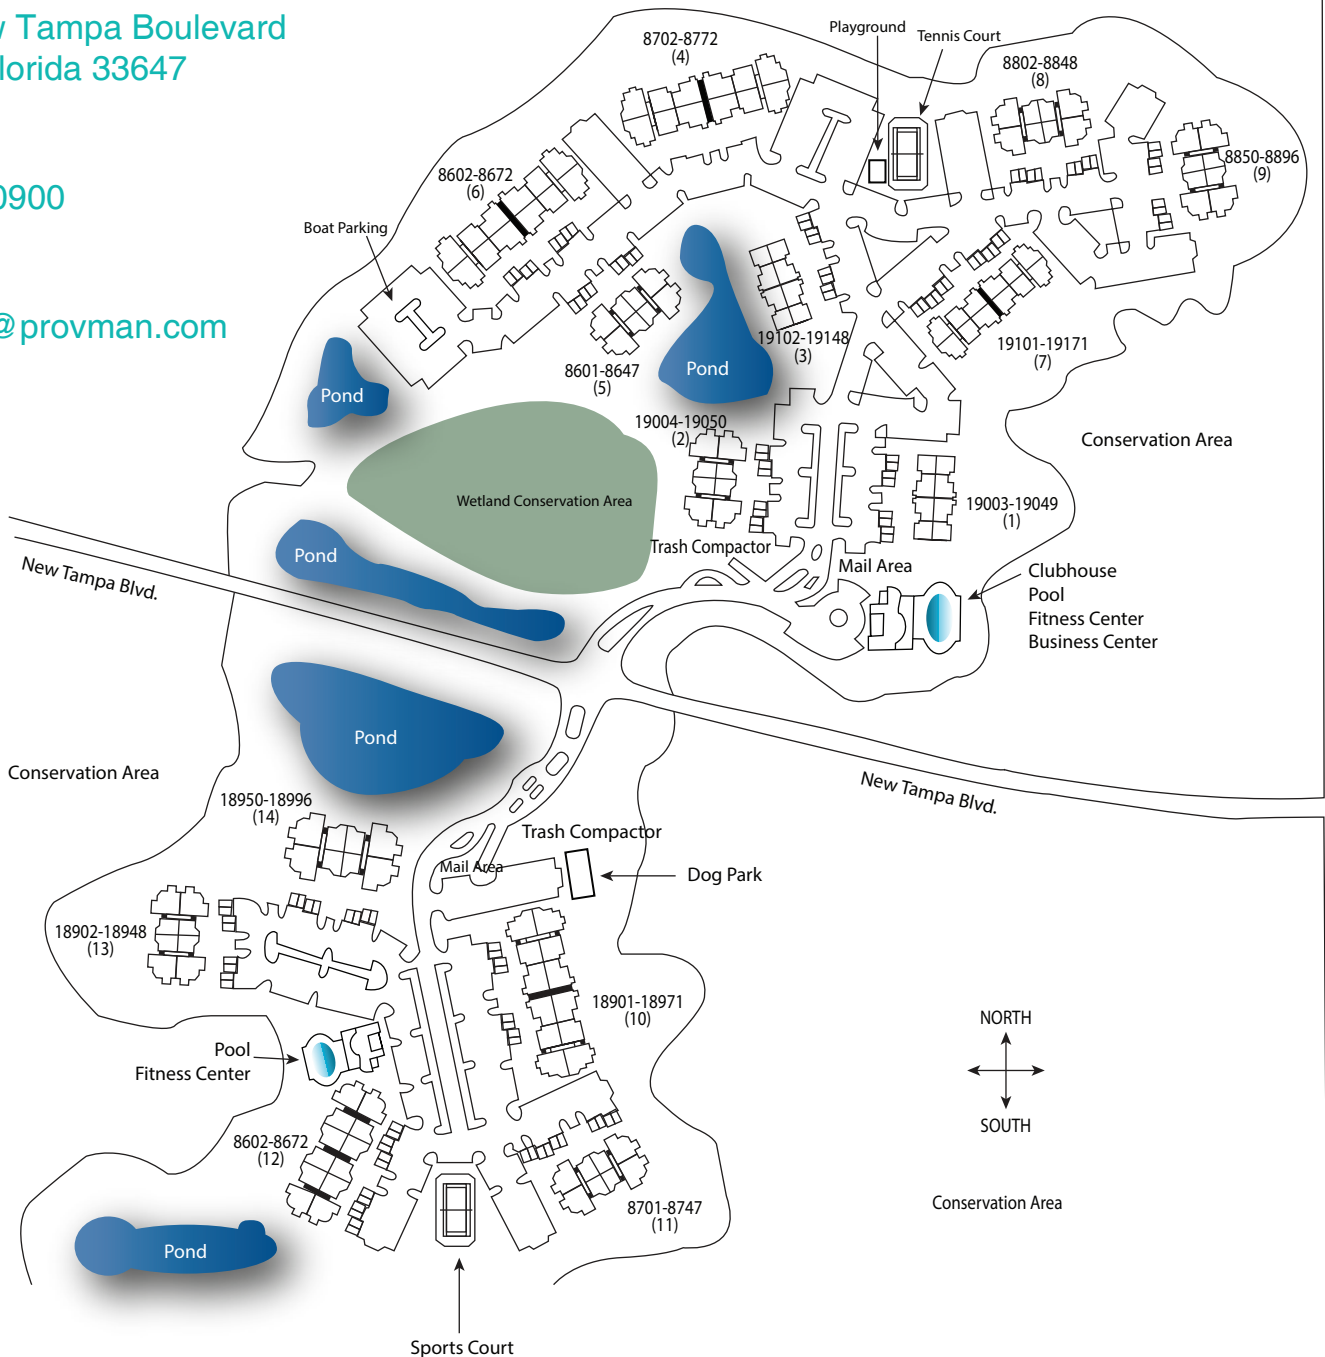 Tampa Boulevard
33647
@provman.com
Playground
Tennis Court
8702-8772
(4)
8802-8848
(8)
8850-8896
(9)
8602-8672
(6)
Boat Parking
19102-19148
(3)
19101-19171
(7)
8601-8647
(5)
Pond
Pond
19004-19050
(2)
Conservation Area
Wetland Conservation Area
19003-19049
(1)
Trash Compactor
Mail Area
Pond
New Tampa Blvd.
Clubhouse
Pool
Fitness Center
Business Center
Pond
Conservation Area
New Tampa Blvd.
18950-18996
(14)
Trash Compactor
Mail Area
Dog Park
18902-18948
(13)
18901-18971
(10)
NORTH
SOUTH
Pool
Fitness Center
8602-8672
(12)
8701-8747
(11)
Conservation Area
Pond
Sports Court